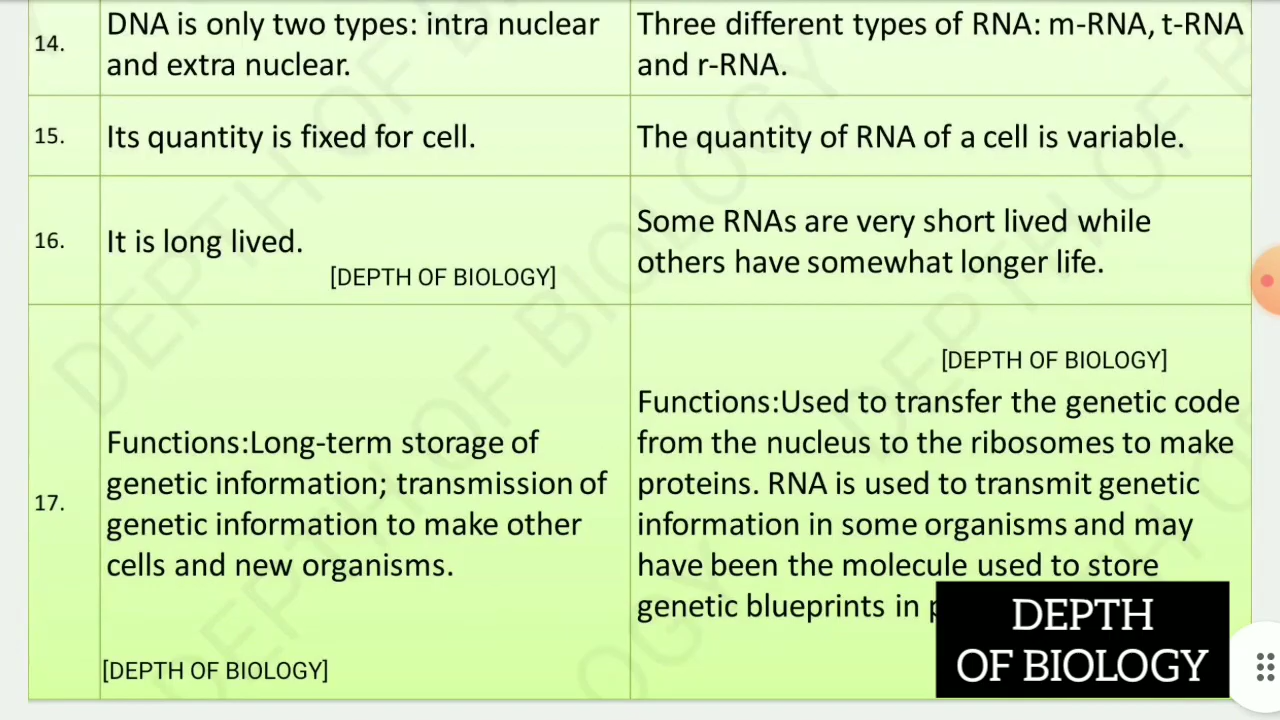 14.
DNA is only two types: intra nuclear
and extra nuclear.
Three different types of RNA: m-RNA, t-RNA
and r-RNA.
15.
Its quantity is fixed for cell.
The quantity of RNA of a cell is variable.
16.
It is long lived.
[DEPTH OF BIOLOGY]
Some RNAs are very short lived while
others have somewhat longer life.
17.
Functions:Long-term storage of
genetic information; transmission of
genetic information to make other
cells and new organisms.
[DEPTH OF BIOLOGY]
[DEPTH OF BIOLOGY]
Functions:Used to transfer the genetic code
from the nucleus to the ribosomes to make
proteins. RNA is used to transmit genetic
information in some organisms and may
have been the molecule used to store
genetic blueprints in
DEPTH
OF BIOLOGY